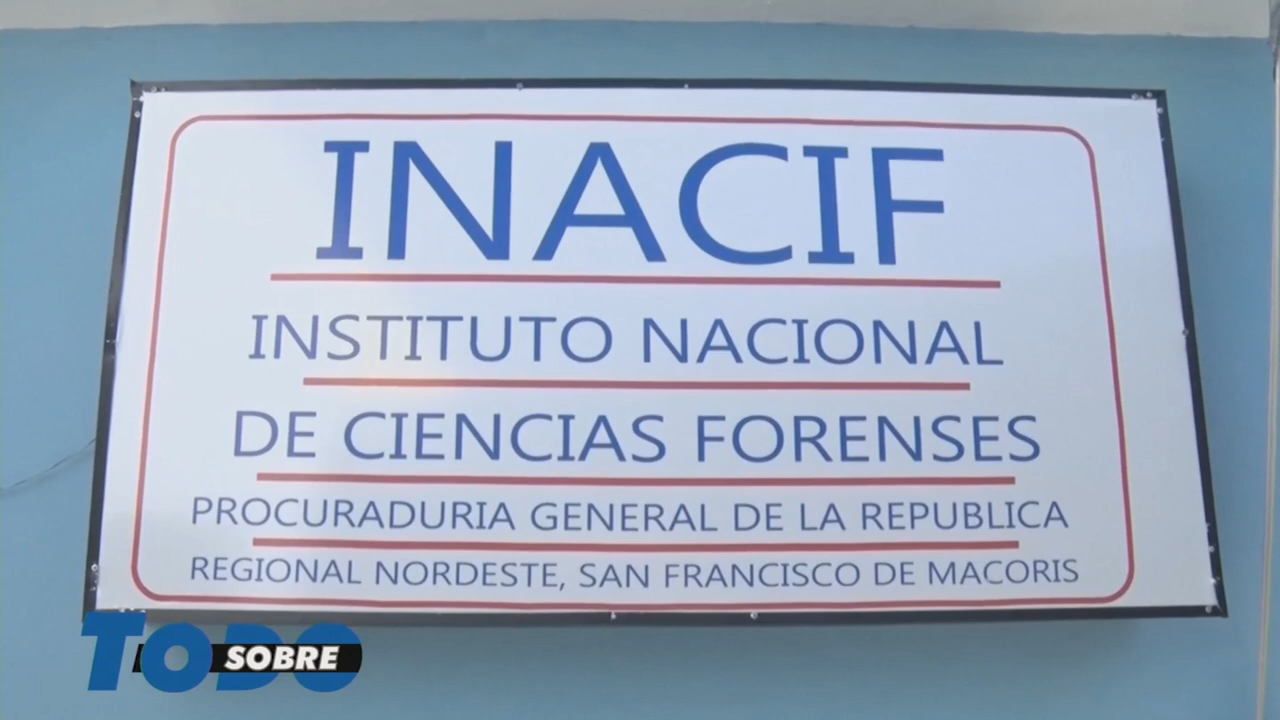 INACIF
INSTITUTO NACIONAL
DE CIENCIAS FORENSES
PROCURADURIA GENERAL DE LA REPUBLICA
REGIONAL NORDESTE, SAN FRANCISCO DE MACORIS
TODO SOBRE